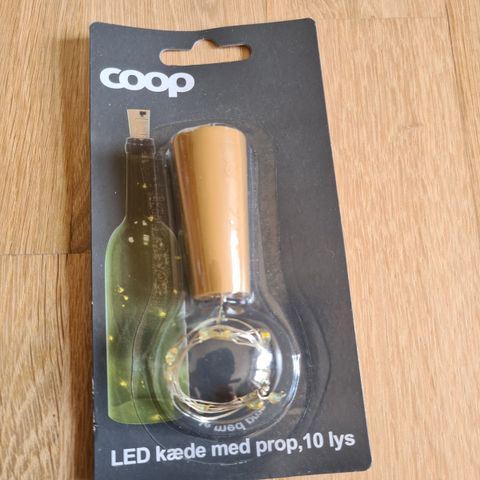 coop
LED kæde med prop,10 lys